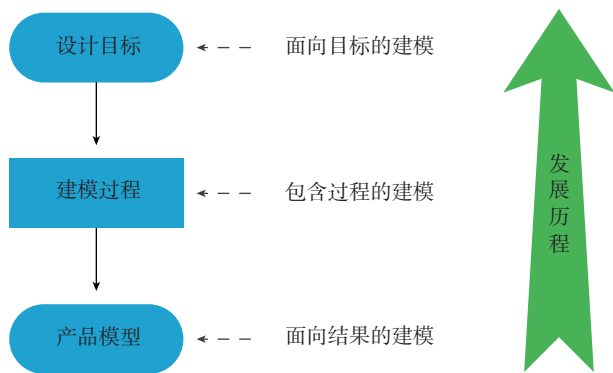 设计目标
面向目标的建模
建模过程
包含过程的建模
产品模型
面向结果的建模
发展历程